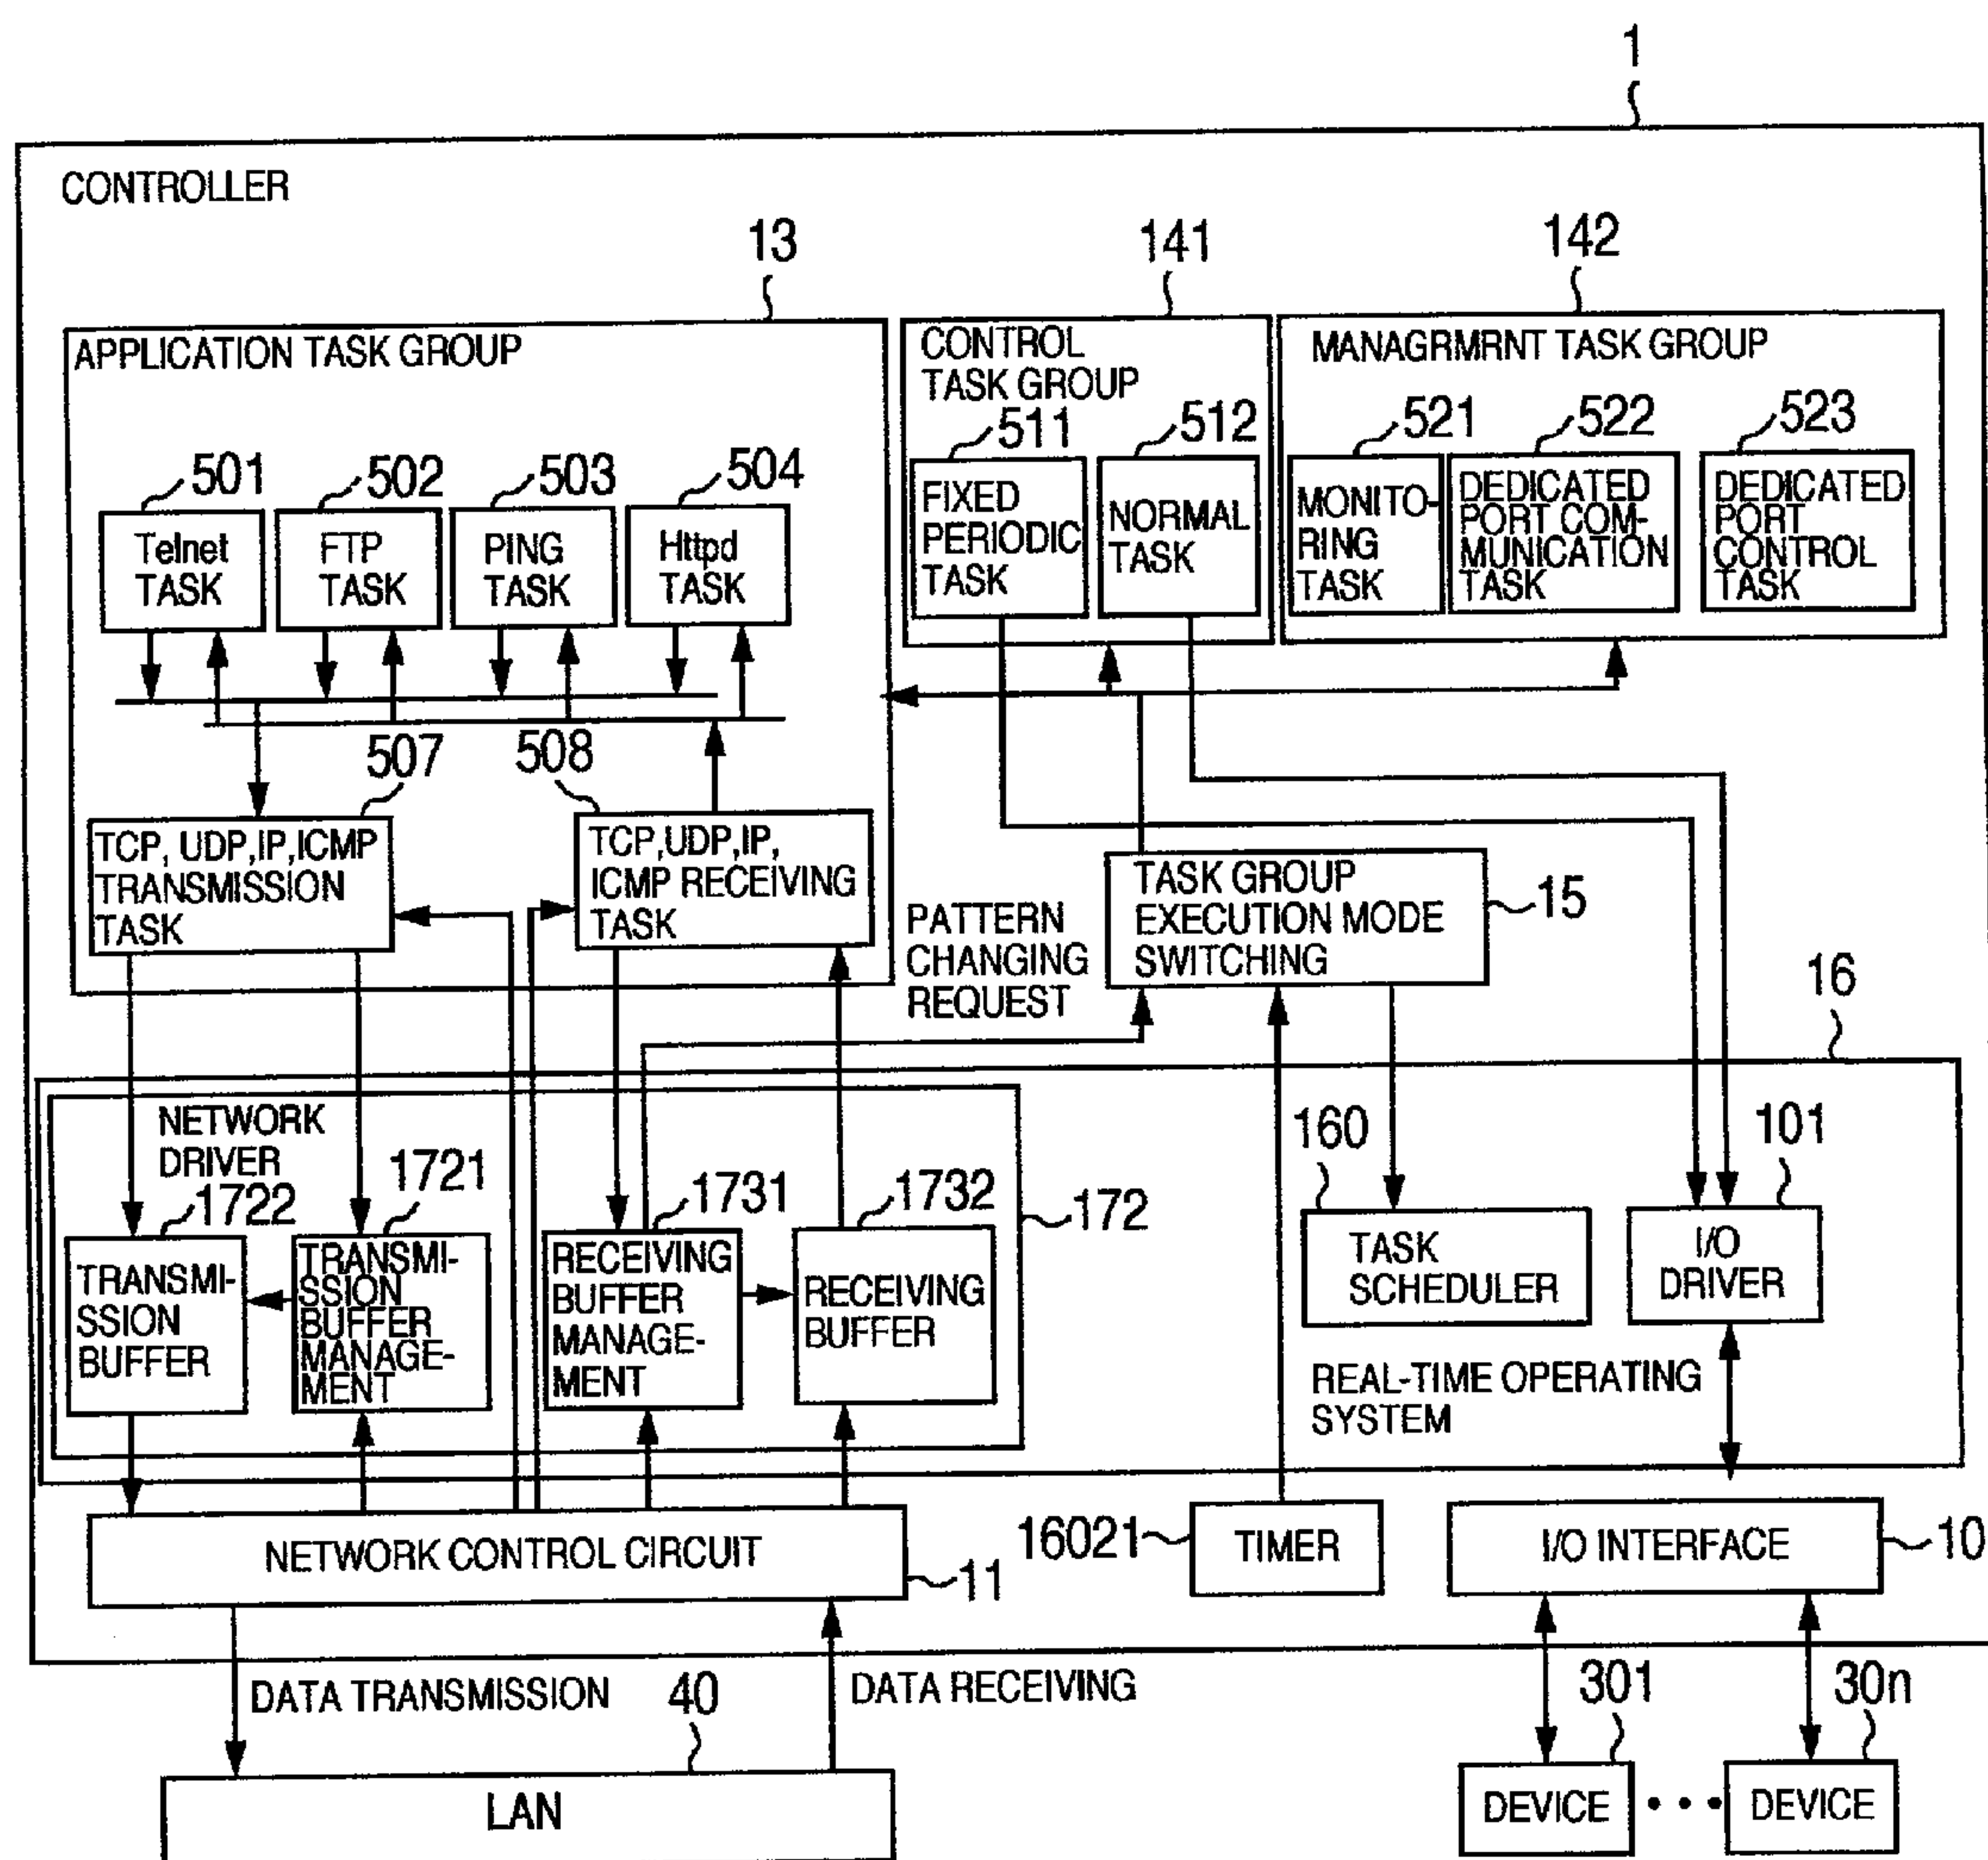 1
CONTROLLER
13
141
142
APPLICATION TASK GROUP
CONTROL
TASK GROUP
MANAGRMRNT TASK GROUP
501
502
503
504
511
512
521
522
523
Telnet
TASK
FTP
TASK
PING
TASK
Httpd
TASK
FIXED
PERIODIC
TASK
NORMAL
TASK
MONITO-
RING
TASK
DEDICATED
PORT COM-
MUNICATION
TASK
DEDICATED
PORT
CONTROL
TASK
507
508
TCP, UDP,IP,ICMP
TRANSMISSION
TASK
TCP,UDP,IP,
ICMP RECEIVING
TASK
PATTERN
CHANGING
REQUEST
TASK GROUP
EXECUTION MODE
SWITCHING
15
16
NETWORK
DRIVER
1722
1721
1731
1732
172
160
101
TRANSMI-
SSION
BUFFER
TRANSMI-
SSION
BUFFER
MANAGE-
MENT
RECEIVING
BUFFER
MANAGE-
MENT
RECEIVING
BUFFER
TASK
SCHEDULER
I/O
DRIVER
REAL-TIME OPERATING
SYSTEM
NETWORK CONTROL CIRCUIT
11
16021
TIMER
I/O INTERFACE
10
DATA TRANSMISSION
40
DATA RECEIVING
301
30n
LAN
DEVICE
• • •
DEVICE